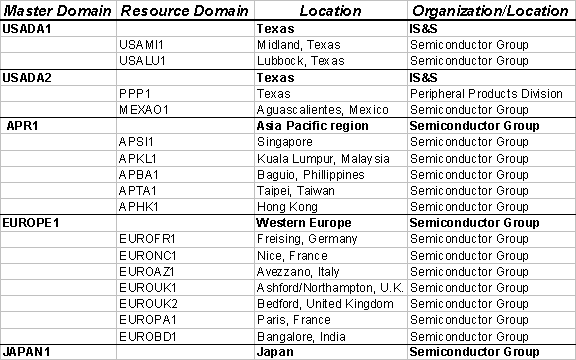 Master Domain Resource Domain Location Organization/Location
USADA1 Texas IS&S
USAMI1 Midland, Texas Semiconductor Group
USALU1 Lubbock, Texas Semiconductor Group
USADA2 Texas IS&S
PPP1 Texas Peripheral Products Division
MEXAO1 Aguascalientes, Mexico Semiconductor Group
APR1 Asia Pacific region Semiconductor Group
APSI1 Singapore Semiconductor Group
APKL1 Kuala Lumpur, Malaysia Semiconductor Group
APBA1 Baguio, Phillippines Semiconductor Group
APTA1 Taipei, Taiwan Semiconductor Group
APHK1 Hong Kong Semiconductor Group
EUROPE1 Western Europe Semiconductor Group
EUROFR1 Freising, Germany Semiconductor Group
EURONC1 Nice, France Semiconductor Group
EUROAZ1 Avezzano, Italy Semiconductor Group
EUROUK1 Ashford/Northampton, U.K. Semiconductor Group
EUROUK2 Bedford, United Kingdom Semiconductor Group
EUROPA1 Paris, France Semiconductor Group
EUROBD1 Bangalore, India Semiconductor Group
JAPAN1 Japan Semiconductor Group